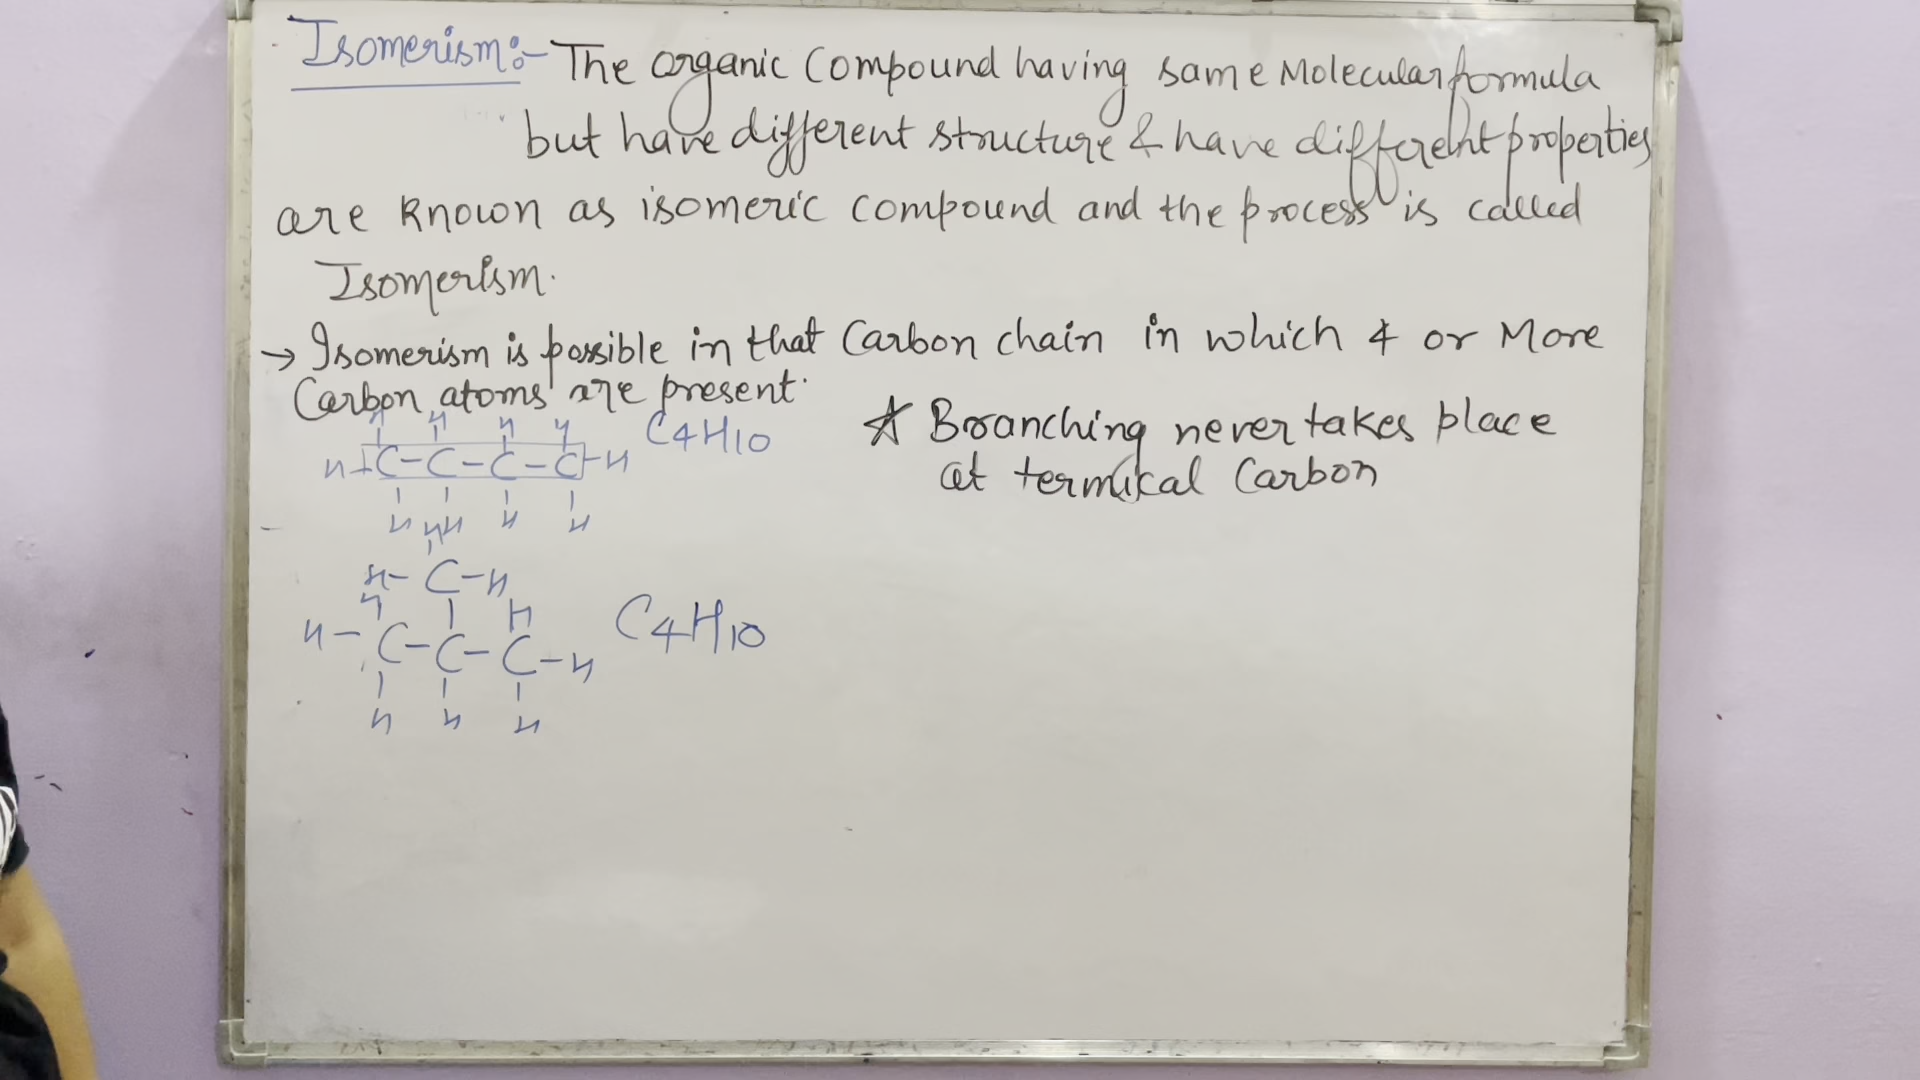 Isomerism:- The organic Compound having same Molecular formula
but have different structure & have different properties
are known as isomeric compound and the process is called
Isomerism.
→ Isomerism is possible in that Carbon chain in which 4 or More
Carbon atoms are present.
H H H H C4H10
H-C-C-C-C-H
H H H H
★ Branching never takes place
at termical Carbon
H
H-C-H
H H
H-C-C-C-H C4H10
H H H